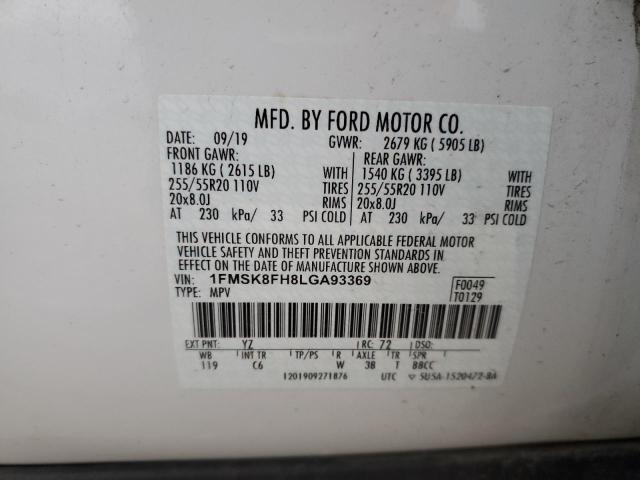 MFD. BY FORD MOTOR CO.
DATE: 09/19 GVWR: 2679 KG ( 5905 LB)
FRONT GAWR: REAR GAWR:
1186 KG ( 2615 LB) WITH 1540 KG ( 3395 LB) WITH
255/55R20 110V TIRES 255/55R20 110V TIRES
20x8.0J RIMS 20x8.0J RIMS
AT 230 kPa/ 33 PSI COLD AT 230 kPa/ 33 PSI COLD
THIS VEHICLE CONFORMS TO ALL APPLICABLE FEDERAL MOTOR
VEHICLE SAFETY AND THEFT PREVENTION STANDARDS IN
EFFECT ON THE DATE OF MANUFACTURE SHOWN ABOVE.
VIN: 1FMSK8FH8LGA93369 F0049
TYPE: MPV T0129
EXT PNT: YZ RC: 72 DSO:
WB INT TR TP/PS R AXLE TR SPR
119 C6 W 3B T BBCC
1201909271876 UTC ▽ 5U5A-1520472-BA